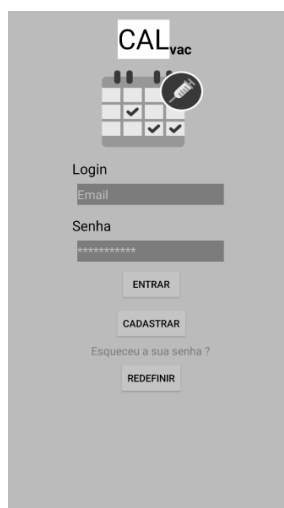 CALvac
Login
Email
Senha
***********
ENTRAR
CADASTRAR
Esqueceu a sua senha ?
REDEFINIR